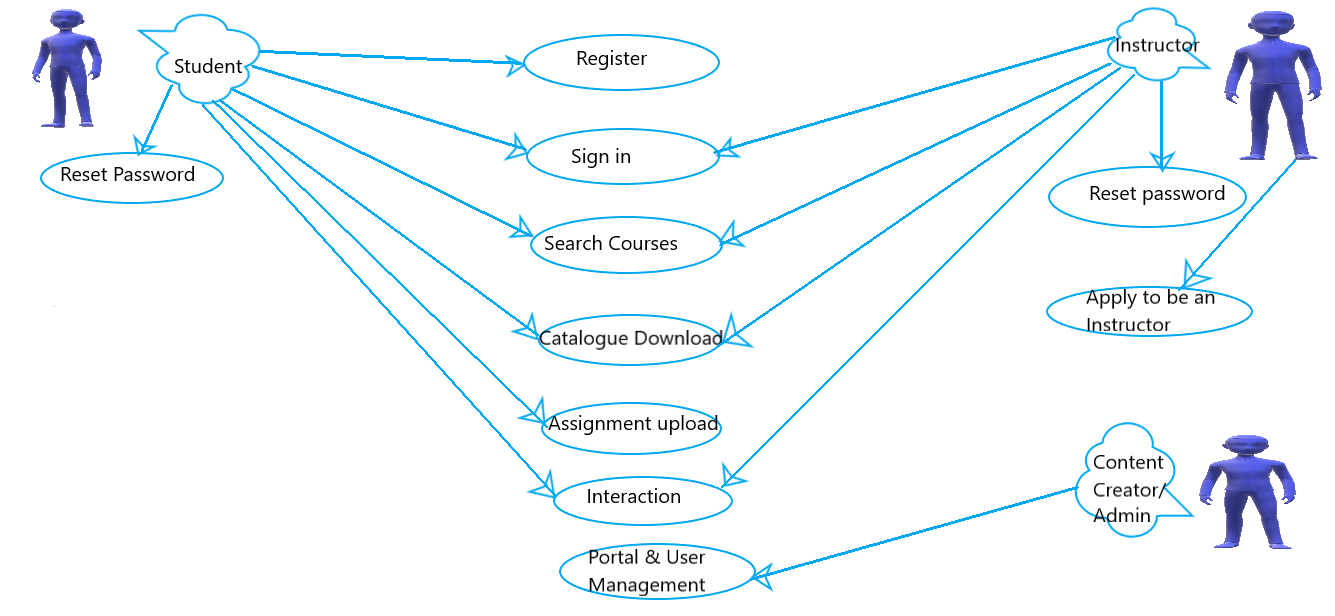 Student
Instructor
Register
Sign in
Reset Password
Reset password
Search Courses
Apply to be an
Instructor
Catalogue Download
Assignment upload
Interaction
Content
Creator/
Admin
Portal & User
Management